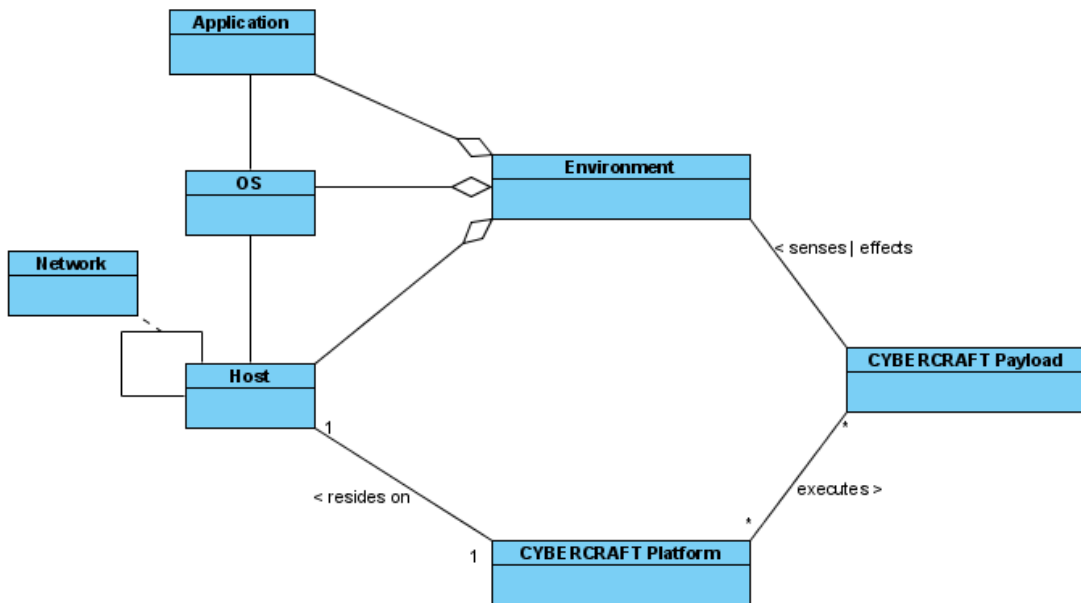 Application
OS
Environment
Network
< senses | effects
Host
CYBERCRAFT Payload
1
*
< resides on
executes >
*
1
CYBERCRAFT Platform